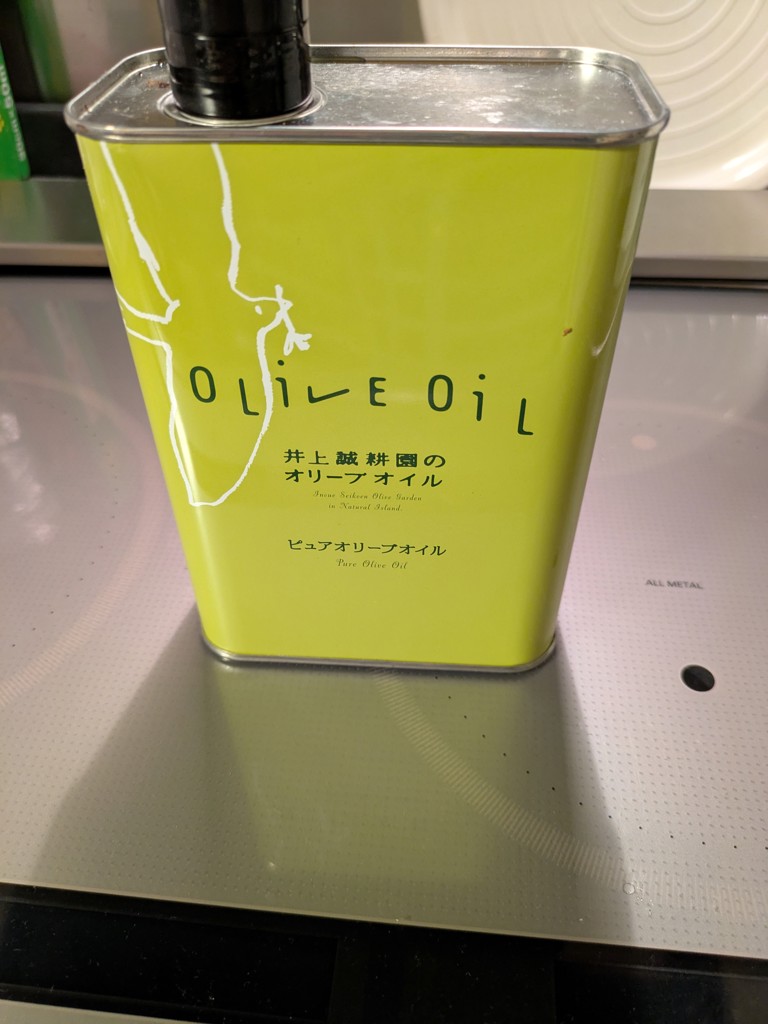 OLiVE OiL
井上誠耕園の
オリーブオイル
Inoue Seikoen Olive Garden
in Natural Island.
ピュアオリーブオイル
Pure Olive Oil
ALL METAL